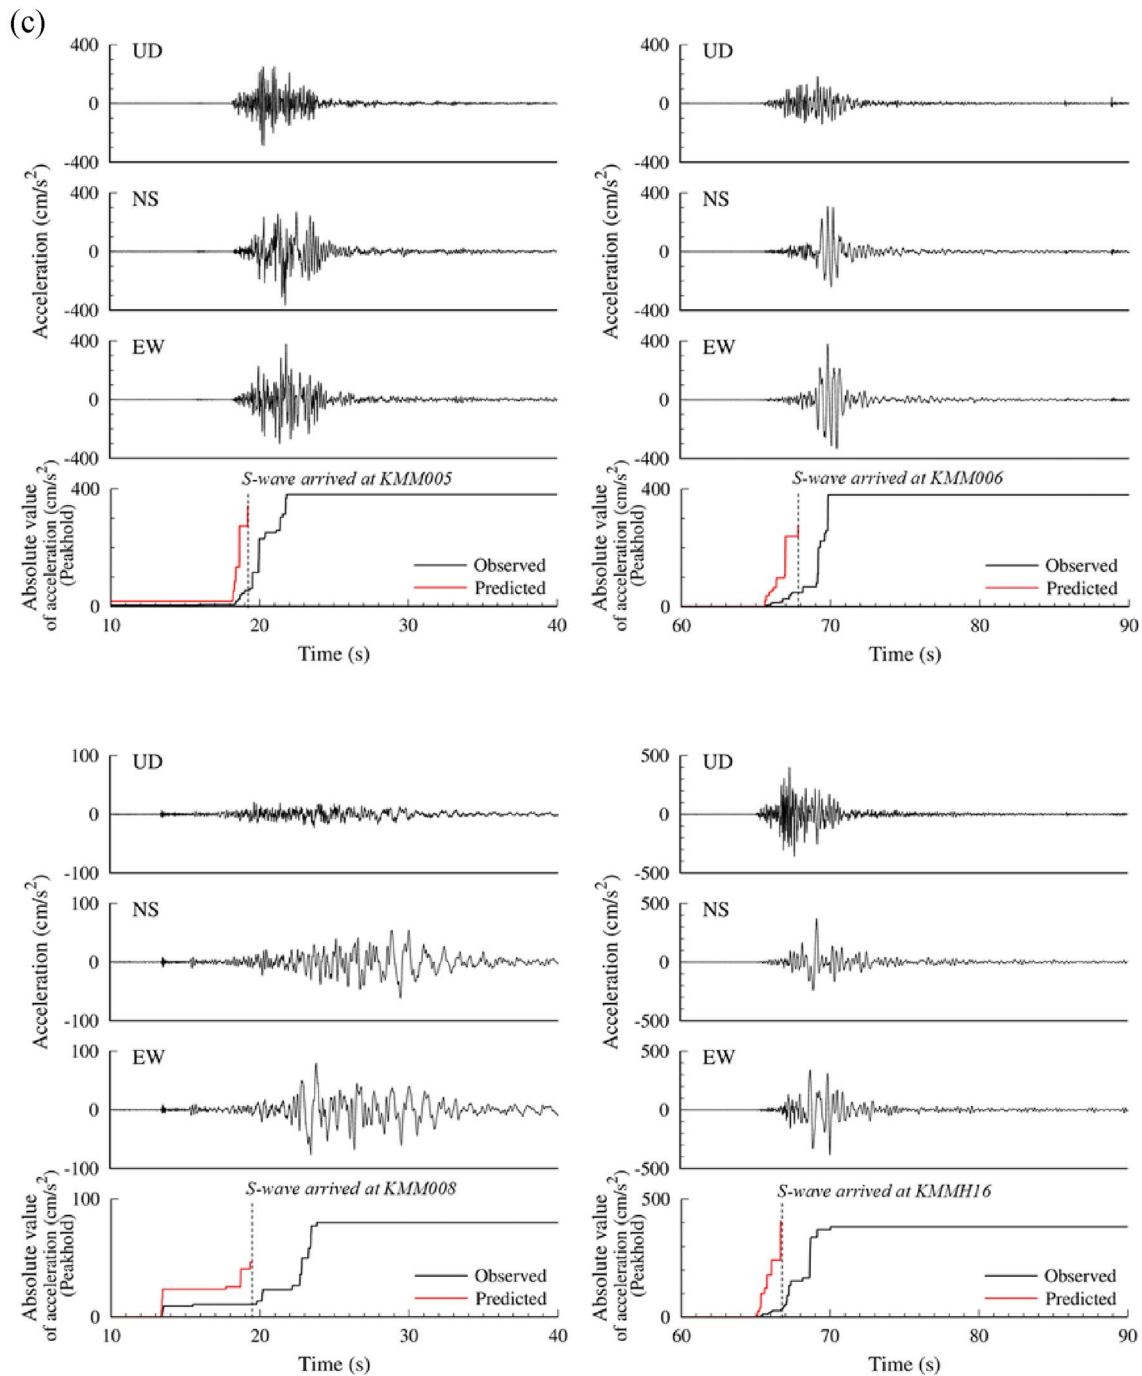 (c)
400
UD
0
-400
400
NS
0
-400
400
EW
0
-400
Acceleration (cm/s²)
S-wave arrived at KMM005
400
0
Absolute value
of acceleration (cm/s²)
(Peakhold)
Observed
Predicted
10 20 30 40
Time (s)
400
UD
0
-400
400
NS
0
-400
400
EW
0
-400
Acceleration (cm/s²)
S-wave arrived at KMM006
400
0
Absolute value
of acceleration (cm/s²)
(Peakhold)
Observed
Predicted
60 70 80 90
Time (s)
100
UD
0
-100
100
NS
0
-100
100
EW
0
-100
Acceleration (cm/s²)
S-wave arrived at KMM008
100
50
0
Absolute value
of acceleration (cm/s²)
(Peakhold)
Observed
Predicted
10 20 30 40
Time (s)
500
UD
0
-500
500
NS
0
-500
500
EW
0
-500
Acceleration (cm/s²)
S-wave arrived at KMMH16
500
0
Absolute value
of acceleration (cm/s²)
(Peakhold)
Observed
Predicted
60 70 80 90
Time (s)